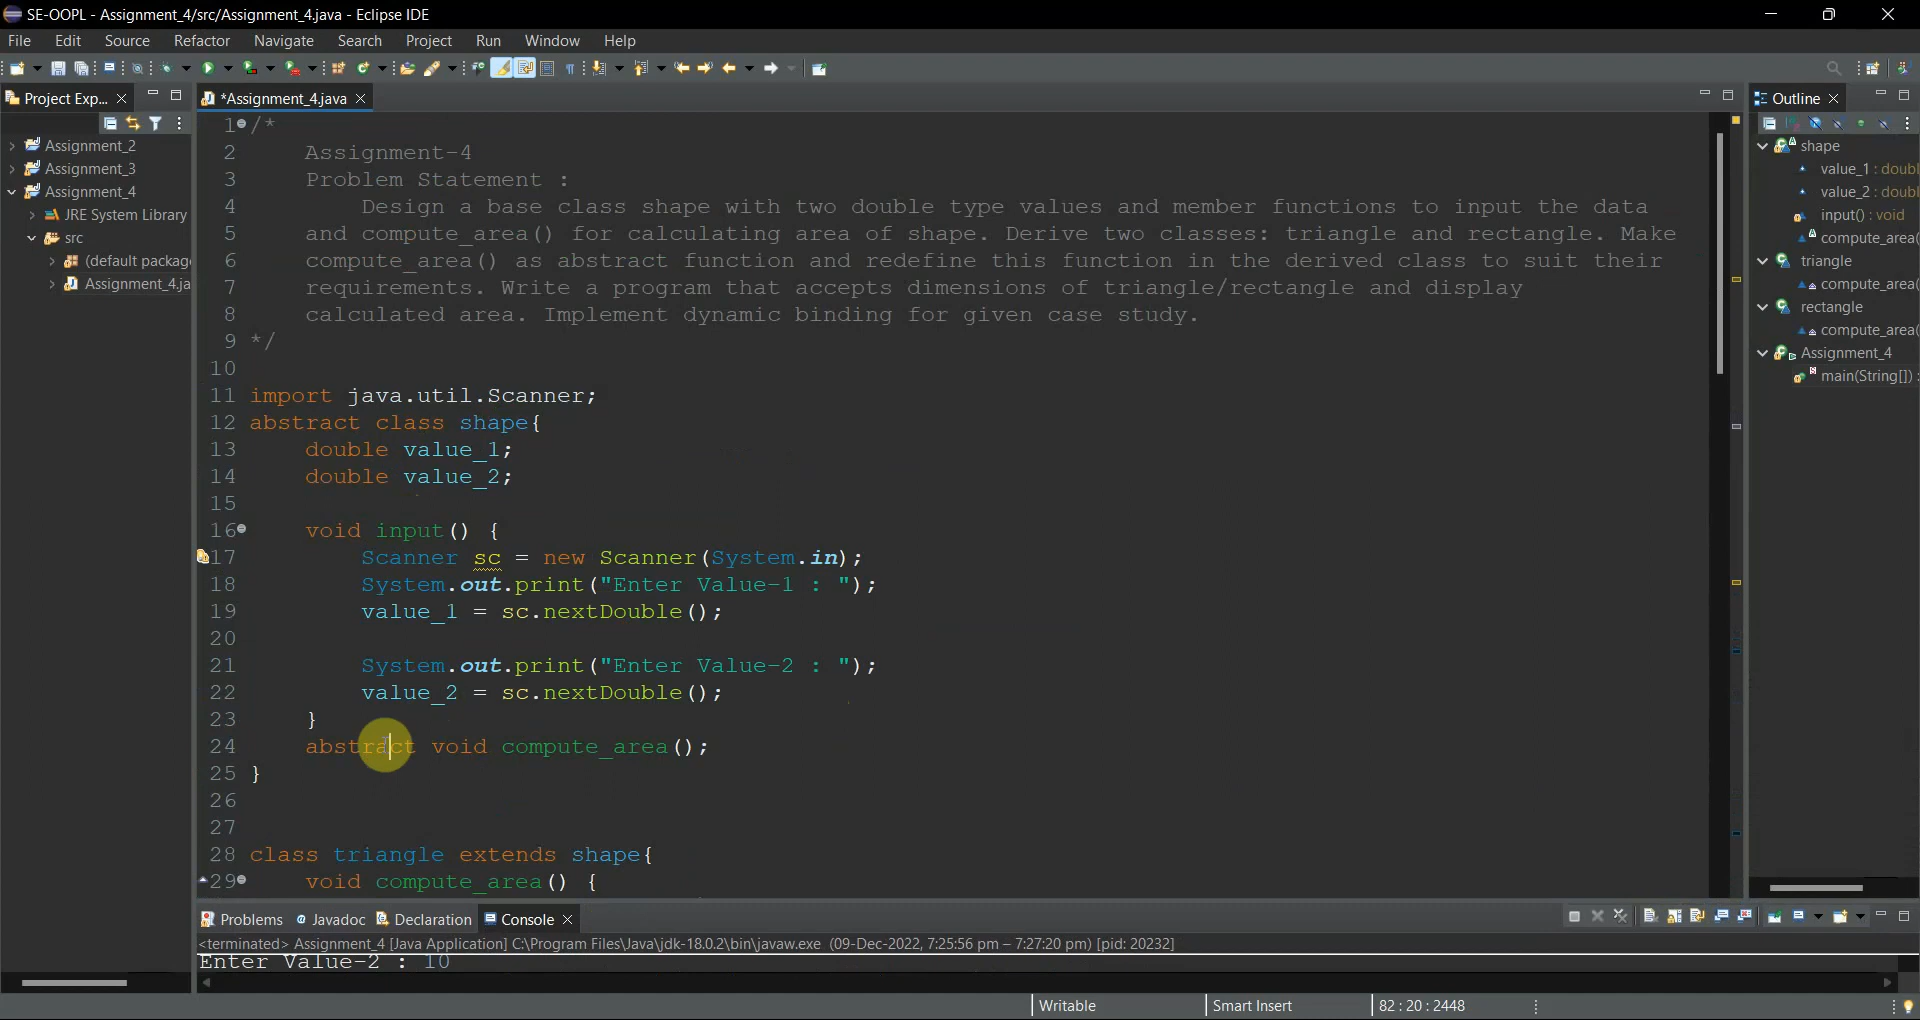 SE-OOPL - Assignment_4/src/Assignment_4.java - Eclipse IDE
File Edit Source Refactor Navigate Search Project Run Window Help
Project Exp...
*Assignment_4.java
Outline
Assignment_2
Assignment_3
Assignment_4
JRE System Library
src
(default packag
Assignment_4.ja
1 /*
2 Assignment-4
3 Problem Statement :
4 Design a base class shape with two double type values and member functions to input the data
5 and compute_area() for calculating area of shape. Derive two classes: triangle and rectangle. Make
6 compute_area() as abstract function and redefine this function in the derived class to suit their
7 requirements. Write a program that accepts dimensions of triangle/rectangle and display
8 calculated area. Implement dynamic binding for given case study.
9 */
10
11 import java.util.Scanner;
12 abstract class shape{
13 double value_1;
14 double value_2;
15
16 void input() {
17 Scanner sc = new Scanner(System.in);
18 System.out.print("Enter Value-1 : ");
19 value_1 = sc.nextDouble();
20
21 System.out.print("Enter Value-2 : ");
22 value_2 = sc.nextDouble();
23 }
24 abstract void compute_area();
25 }
26
27
28 class triangle extends shape{
29 void compute_area() {
shape
value_1 : doubl
value_2 : doubl
input() : void
compute_area(
triangle
compute_area(
rectangle
compute_area(
Assignment_4
main(String[]) :
Problems Javadoc Declaration Console
<terminated> Assignment_4 [Java Application] C:\Program Files\Java\jdk-18.0.2\bin\javaw.exe (09-Dec-2022, 7:25:56 pm – 7:27:20 pm) [pid: 20232]
Enter Value-2 : 10
Writable Smart Insert 82 : 20 : 2448